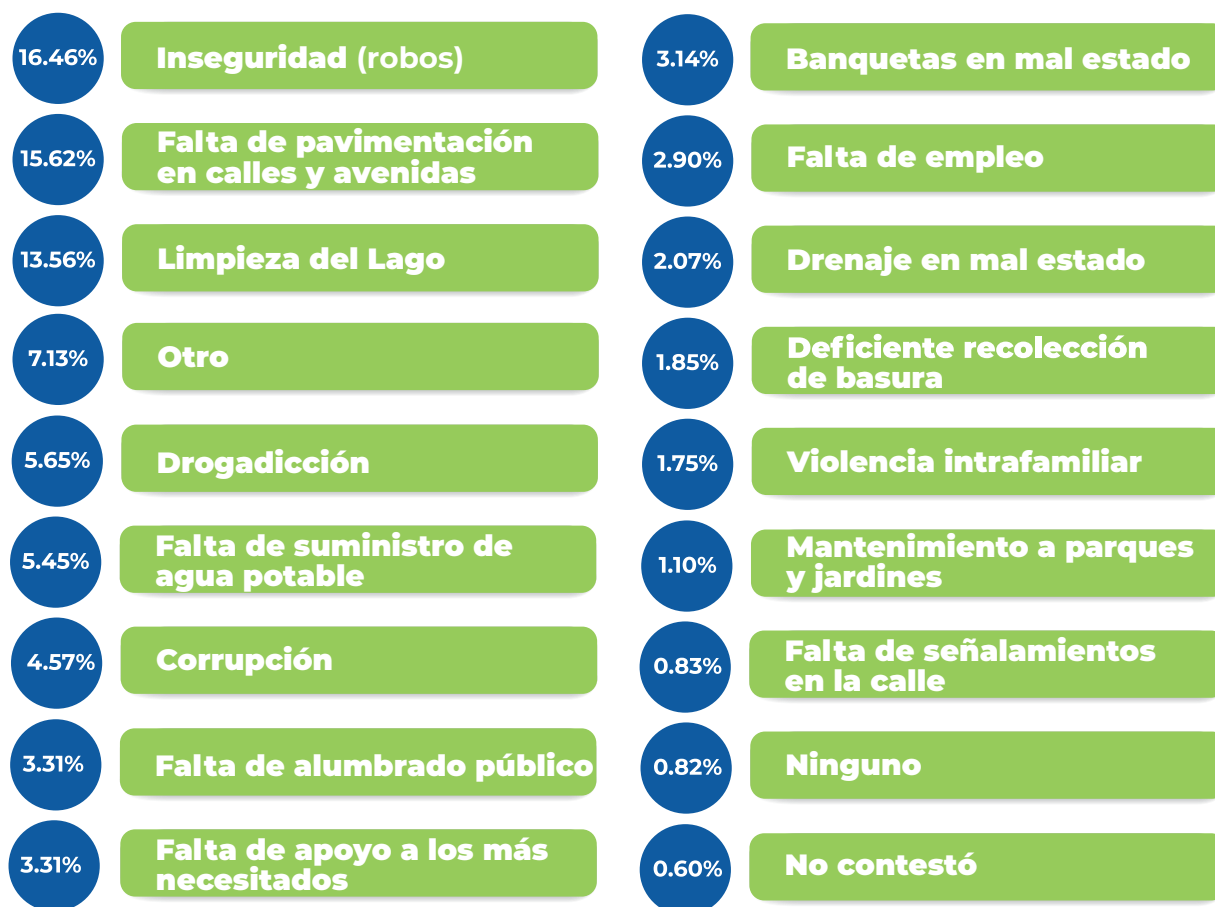 16.46%
Inseguridad (robos)
15.62%
Falta de pavimentación
en calles y avenidas
13.56%
Limpieza del Lago
7.13%
Otro
5.65%
Drogadicción
5.45%
Falta de suministro de
agua potable
4.57%
Corrupción
3.31%
Falta de alumbrado público
3.31%
Falta de apoyo a los más
necesitados
3.14%
Banquetas en mal estado
2.90%
Falta de empleo
2.07%
Drenaje en mal estado
1.85%
Deficiente recolección
de basura
1.75%
Violencia intrafamiliar
1.10%
Mantenimiento a parques
y jardines
0.83%
Falta de señalamientos
en la calle
0.82%
Ninguno
0.60%
No contestó